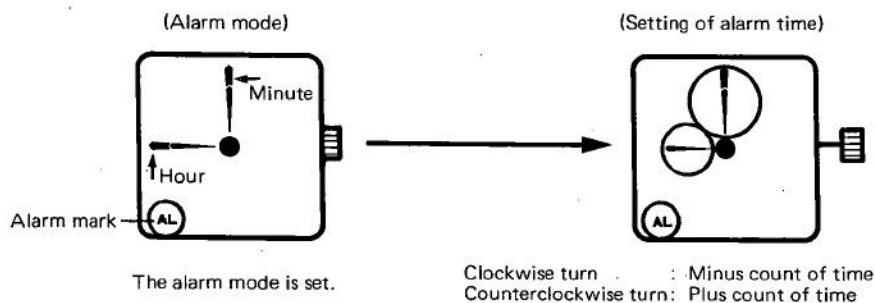 (Alarm mode)
(Setting of alarm time)
Minute
Hour
Alarm mark
AL
AL
The alarm mode is set.
Clockwise turn : Minus count of time
Counterclockwise turn: Plus count of time